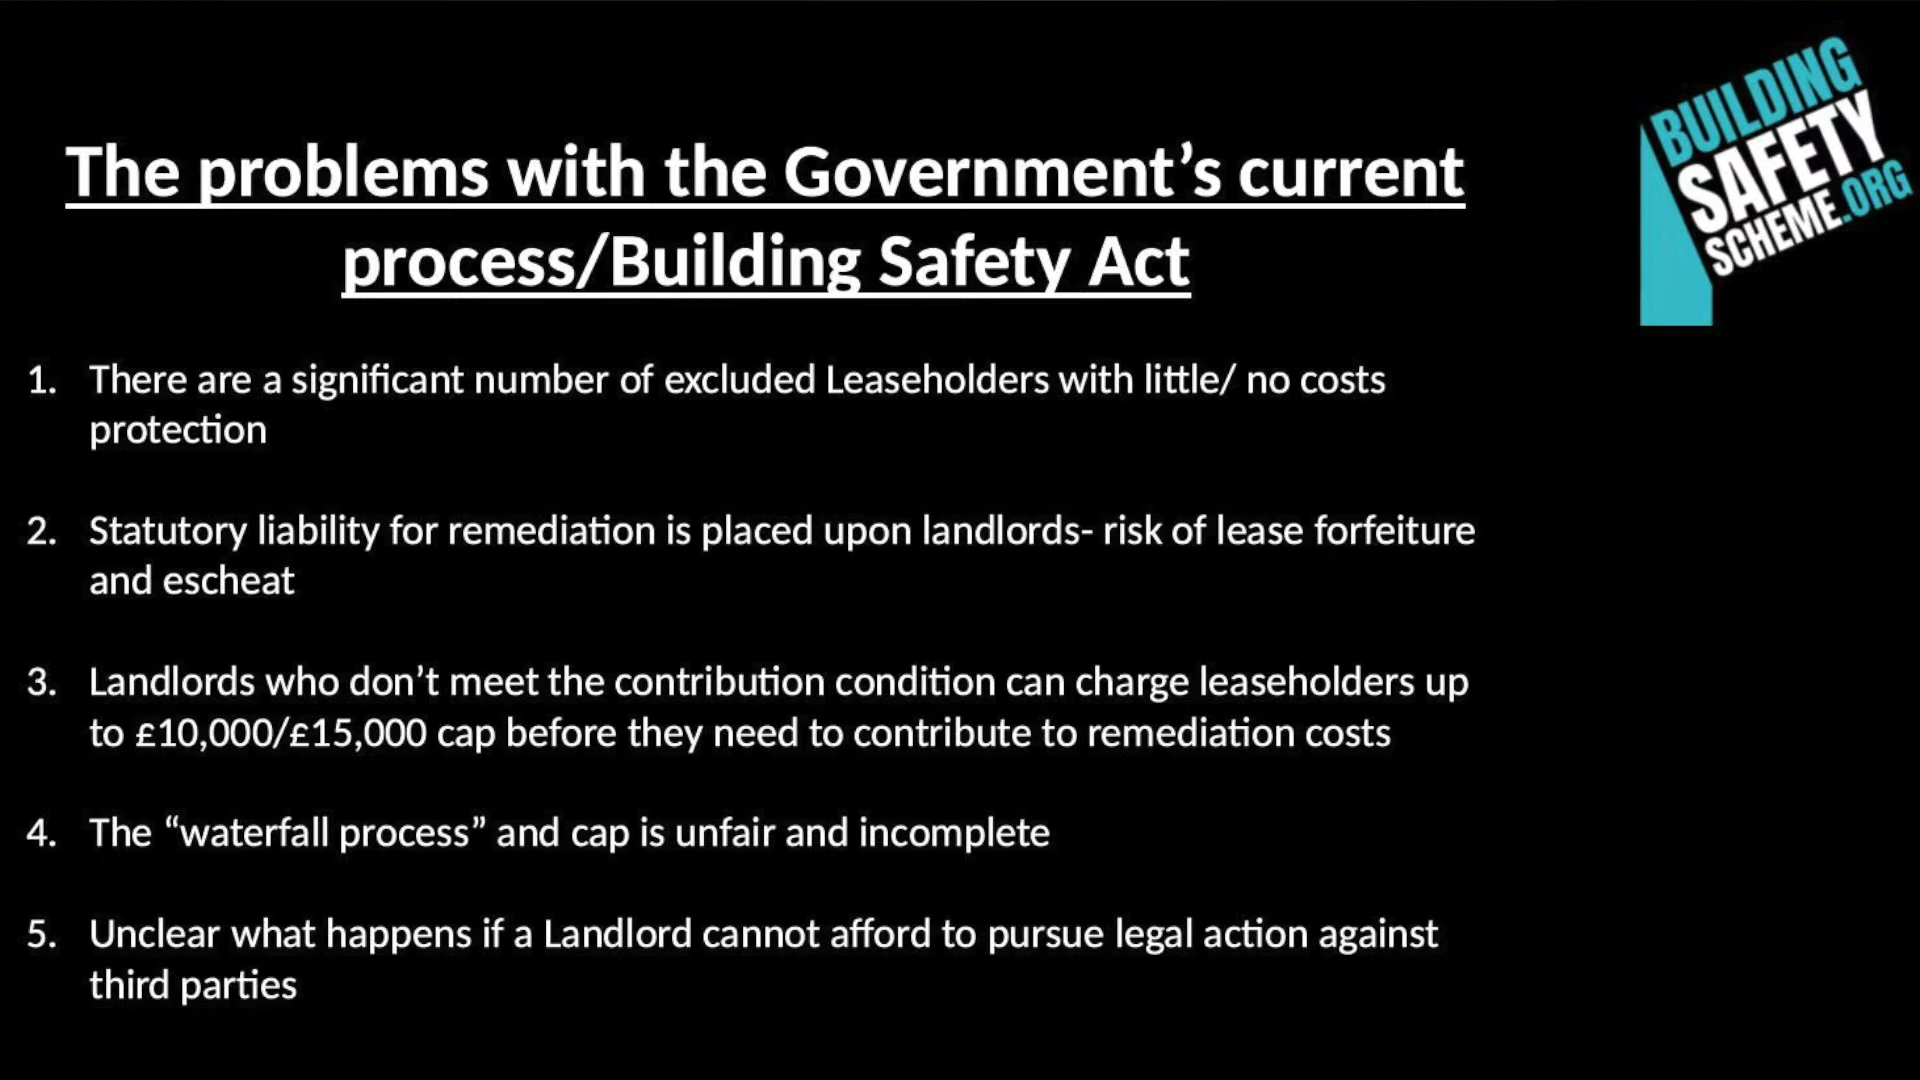 The problems with the Government’s current
process/Building Safety Act
BUILDING
SAFETY
SCHEME.ORG
1. There are a significant number of excluded Leaseholders with little/ no costs
protection
2. Statutory liability for remediation is placed upon landlords- risk of lease forfeiture
and escheat
3. Landlords who don’t meet the contribution condition can charge leaseholders up
to £10,000/£15,000 cap before they need to contribute to remediation costs
4. The “waterfall process” and cap is unfair and incomplete
5. Unclear what happens if a Landlord cannot afford to pursue legal action against
third parties